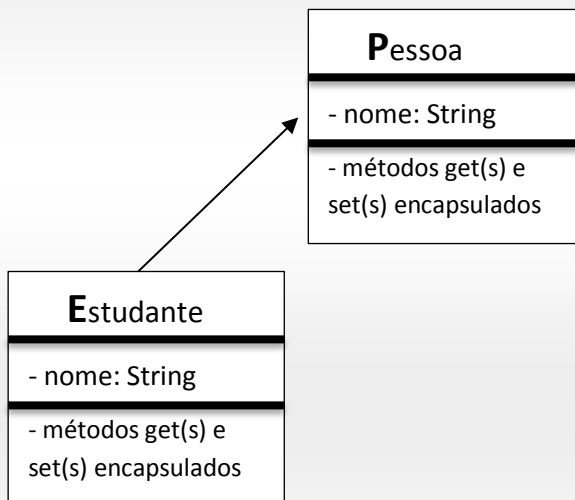 Pessoa
- nome: String
- métodos get(s) e
set(s) encapsulados
Estudante
- nome: String
- métodos get(s) e
set(s) encapsulados